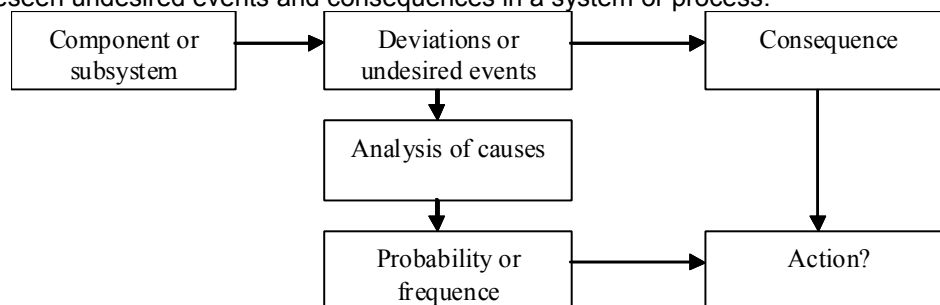 undesired events and consequences in a system or process.
Component or
subsystem
Deviations or
undesired events
Consequence
Analysis of causes
Probability or
frequence
Action?